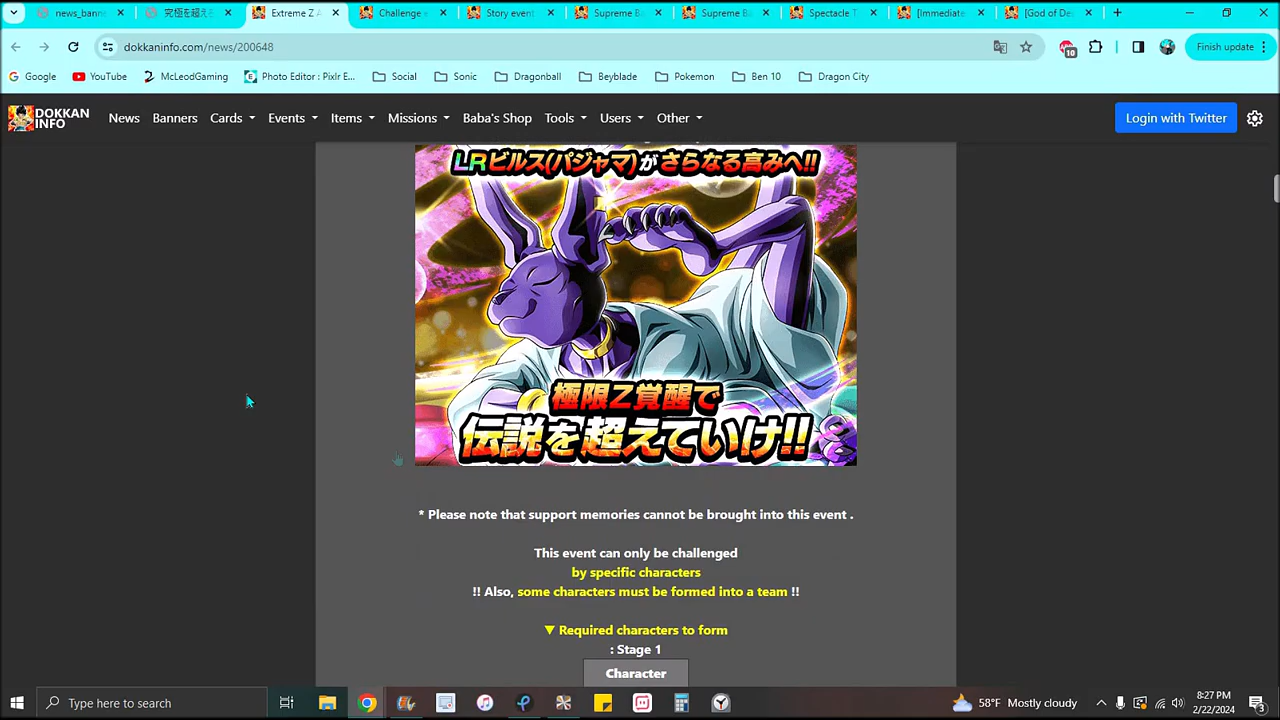 news_banne
究極を超えろ
Extreme Z A
Challenge x
Story event
Supreme Ba
Supreme Ba
Spectacle T
[Immediate
[God of De
dokkaninfo.com/news/200648
10
Finish update
Google
YouTube
McLeodGaming
Photo Editor : Pixlr E...
Social
Sonic
Dragonball
Beyblade
Pokemon
Ben 10
Dragon City
DOKKAN
INFO
News
Banners
Cards
Events
Items
Missions
Baba's Shop
Tools
Users
Other
Login with Twitter
LRビルス(パジャマ)がさらなる高みへ!!
極限Z覚醒で
伝説を超えていけ!!
* Please note that support memories cannot be brought into this event .
This event can only be challenged
by specific characters
!! Also, some characters must be formed into a team !!
▼ Required characters to form
: Stage 1
Character
Type here to search
58°F Mostly cloudy
8:27 PM
2/22/2024
3